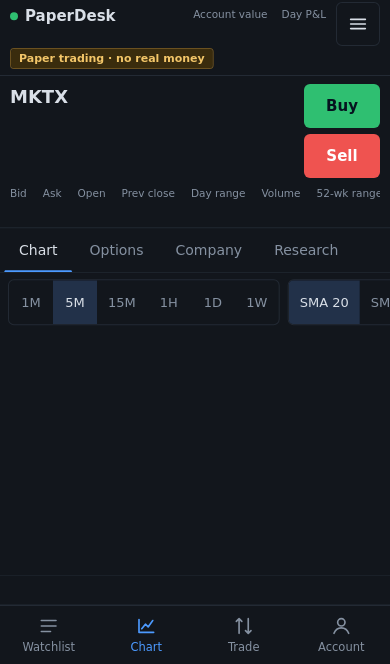 PaperDesk
Account value Day P&L
Paper trading · no real money
MKTX
Buy
Sell
Bid Ask Open Prev close Day range Volume 52-wk range
Chart Options Company Research
1M 5M 15M 1H 1D 1W SMA 20 SM
Watchlist Chart Trade Account